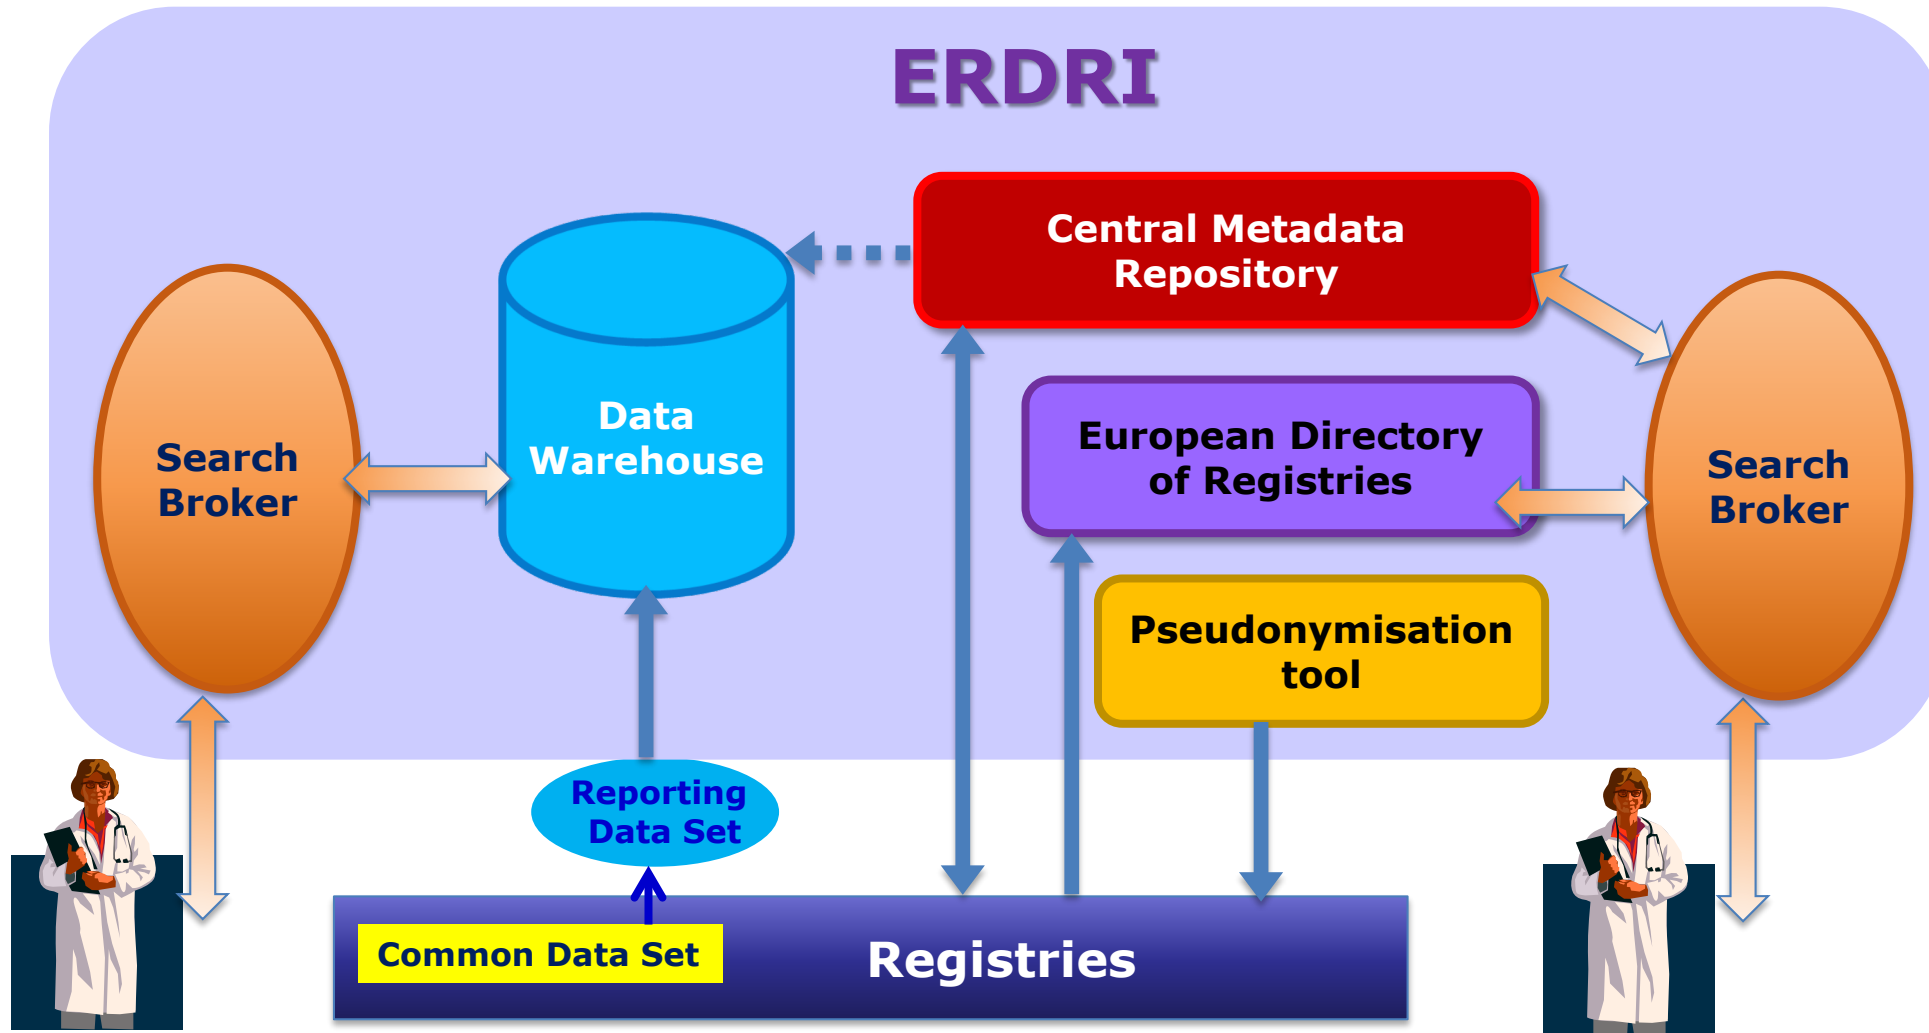 ERDRI
Central Metadata
Repository
Data
Warehouse
European Directory
of Registries
Search
Broker
Search
Broker
Pseudonymisation
tool
Reporting
Data Set
Common Data Set
Registries